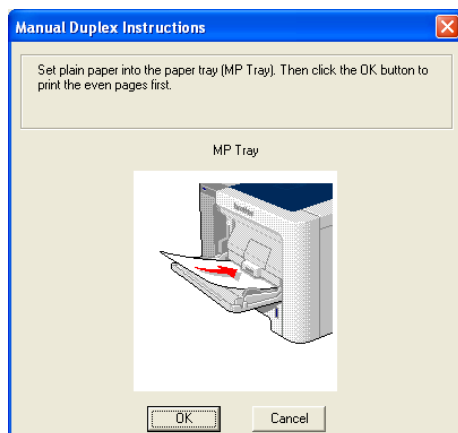 Manual Duplex Instructions
Set plain paper into the paper tray (MP Tray). Then click the OK button to
print the even pages first.
MP Tray
OK
Cancel